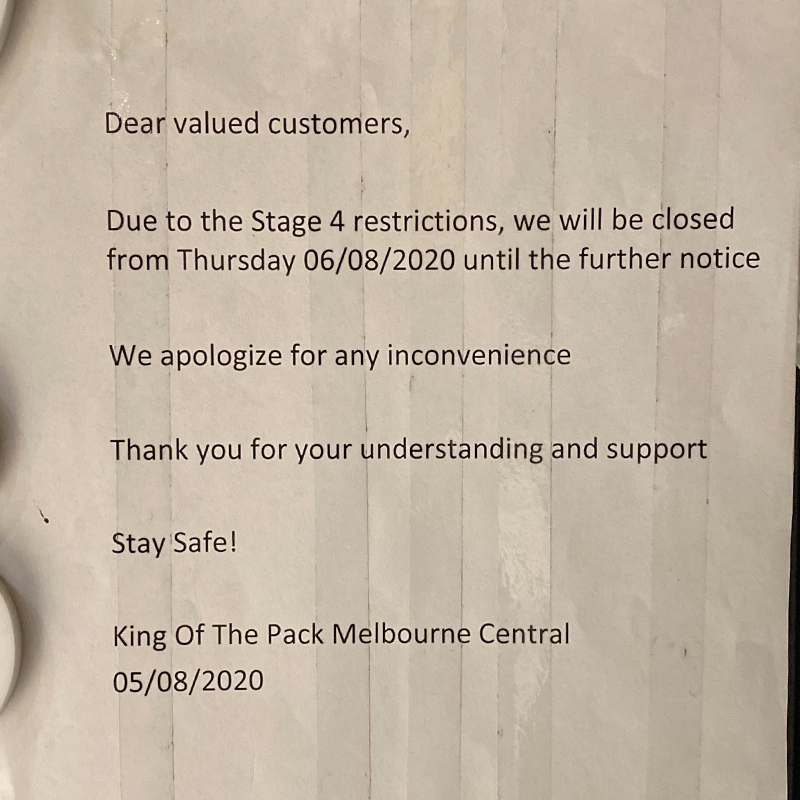 Dear valued customers,
Due to the Stage 4 restrictions, we will be closed
from Thursday 06/08/2020 until the further notice
We apologize for any inconvenience
Thank you for your understanding and support
Stay Safe!
King Of The Pack Melbourne Central
05/08/2020